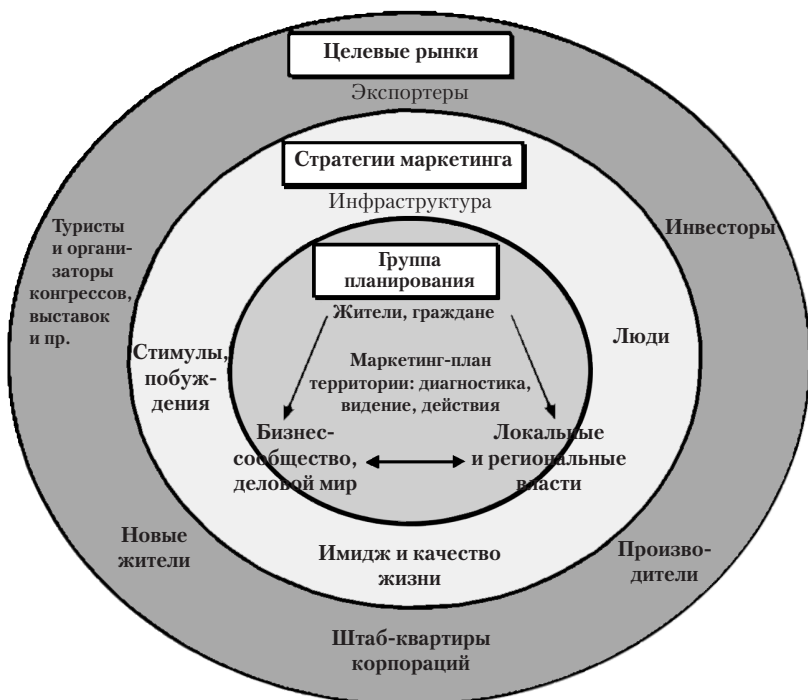 Целевые рынки
Экспортеры
Стратегии маркетинга
Инфраструктура
Туристы
и органи-
заторы
конгрессов,
выставок
и пр.
Инвесторы
Группа
планирования
Жители, граждане
Стимулы,
побуж-
дения
Люди
Маркетинг-план
территории: диагностика,
видение, действия
Бизнес-
сообщество,
деловой мир
Локальные
и региональные
власти
Новые
жители
Имидж и качество
жизни
Произво-
дители
Штаб-квартиры
корпораций